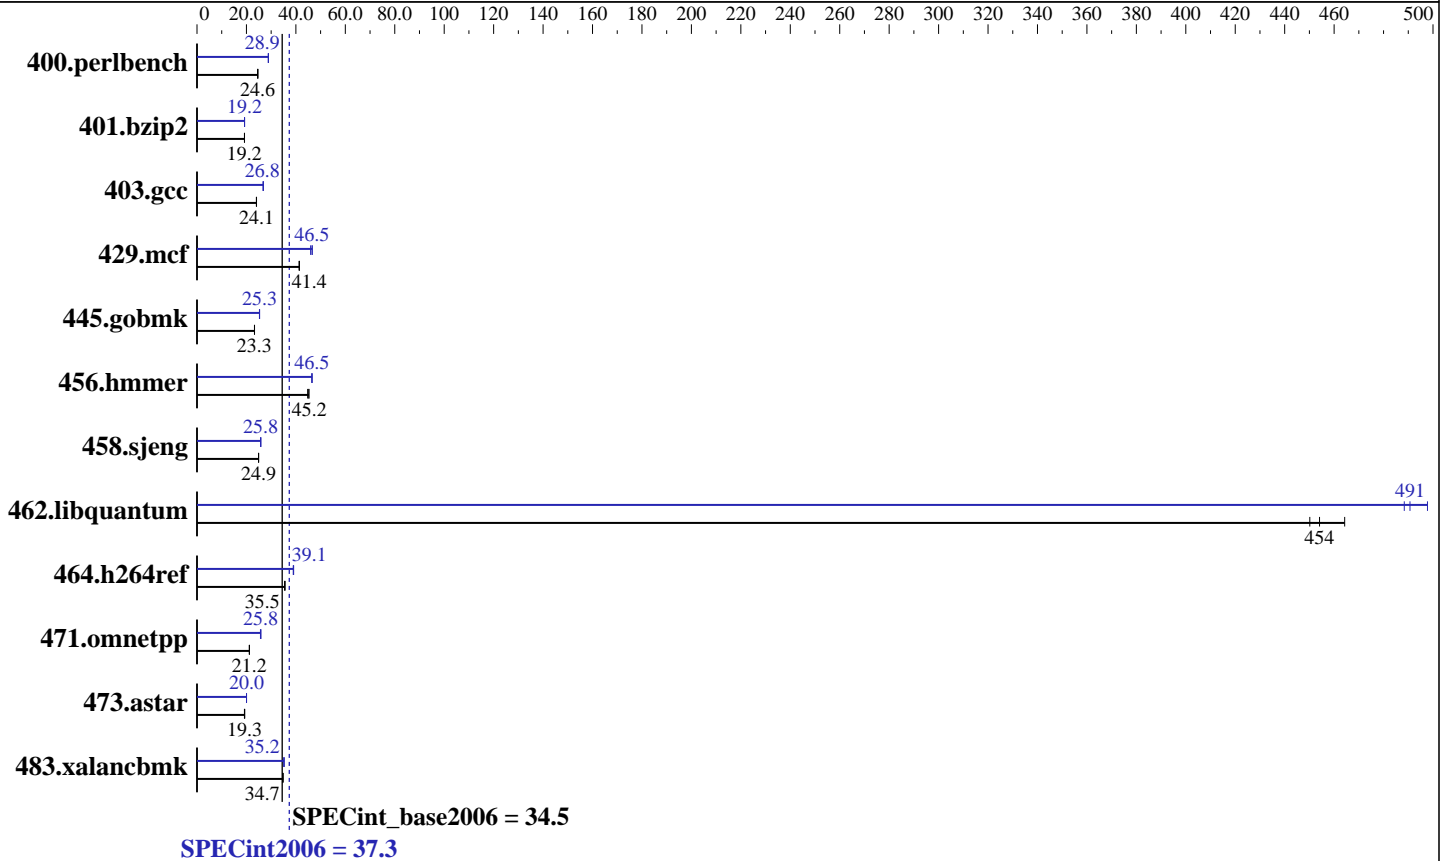 0 20.0 40.0 60.0 80.0 100 120 140 160 180 200 220 240 260 280 300 320 340 360 380 400 420 440 460 500
28.9
400.perlbench
24.6
19.2
401.bzip2
19.2
26.8
403.gcc
24.1
46.5
429.mcf
41.4
25.3
445.gobmk
23.3
46.5
456.hmmer
45.2
25.8
458.sjeng
24.9
491
462.libquantum
454
39.1
464.h264ref
35.5
25.8
471.omnetpp
21.2
20.0
473.astar
19.3
35.2
483.xalancbmk
34.7
SPECint_base2006 = 34.5
SPECint2006 = 37.3